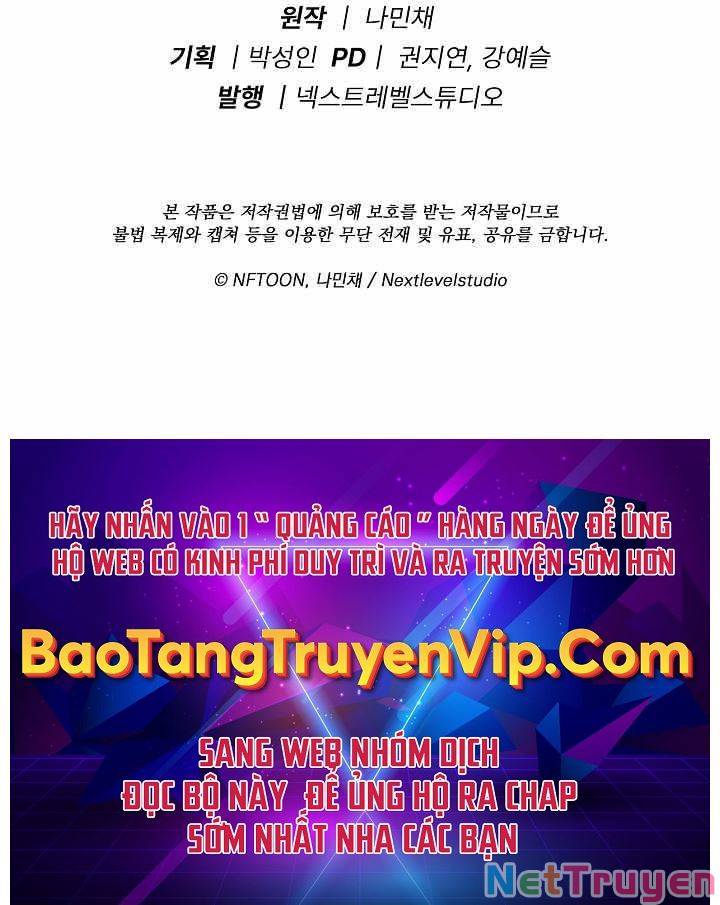 원작 | 나민채
기획 | 박성인 PD | 권지연, 강예슬
발행 | 넥스트레벨스튜디오
본 작품은 저작권법에 의해 보호를 받는 저작물이므로
불법 복제와 캡쳐 등을 이용한 무단 전재 및 유표, 공유를 금합니다.
© NFTOON, 나민채 / Nextlevelstudio
HÃY NHẤN VÀO 1 “ QUẢNG CÁO ” HÀNG NGÀY ĐỂ ỦNG
HỘ WEB CÓ KINH PHÍ DUY TRÌ VÀ RA TRUYỆN SỚM HƠN
BaoTangTruyenVip.Com
SANG WEB NHÓM DỊCH
ĐỌC BỘ NÀY ĐỂ ỦNG HỘ RA CHAP
SỚM NHẤT NHA CÁC BẠN
NetTruyen